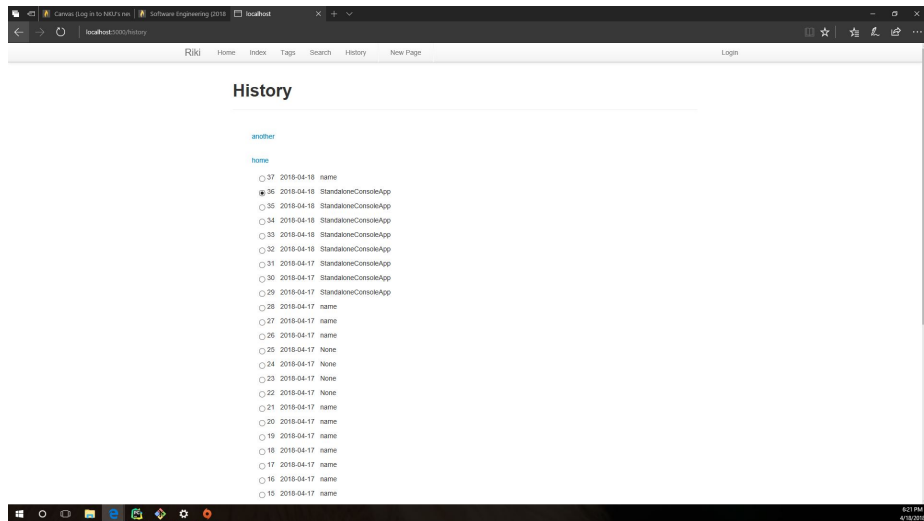 Canvas (Log in to NKU's new Software Engineering (2018 localhost
localhost:5000/history
Riki Home Index Tags Search History New Page Login
History
another
home
37 2018-04-18 name
36 2018-04-18 StandaloneConsoleApp
35 2018-04-18 StandaloneConsoleApp
34 2018-04-18 StandaloneConsoleApp
33 2018-04-18 StandaloneConsoleApp
32 2018-04-18 StandaloneConsoleApp
31 2018-04-17 StandaloneConsoleApp
30 2018-04-17 StandaloneConsoleApp
29 2018-04-17 StandaloneConsoleApp
28 2018-04-17 name
27 2018-04-17 name
26 2018-04-17 name
25 2018-04-17 None
24 2018-04-17 None
23 2018-04-17 None
22 2018-04-17 None
21 2018-04-17 name
20 2018-04-17 name
19 2018-04-17 name
18 2018-04-17 name
17 2018-04-17 name
16 2018-04-17 name
15 2018-04-17 name
8:21 PM
4/18/2018